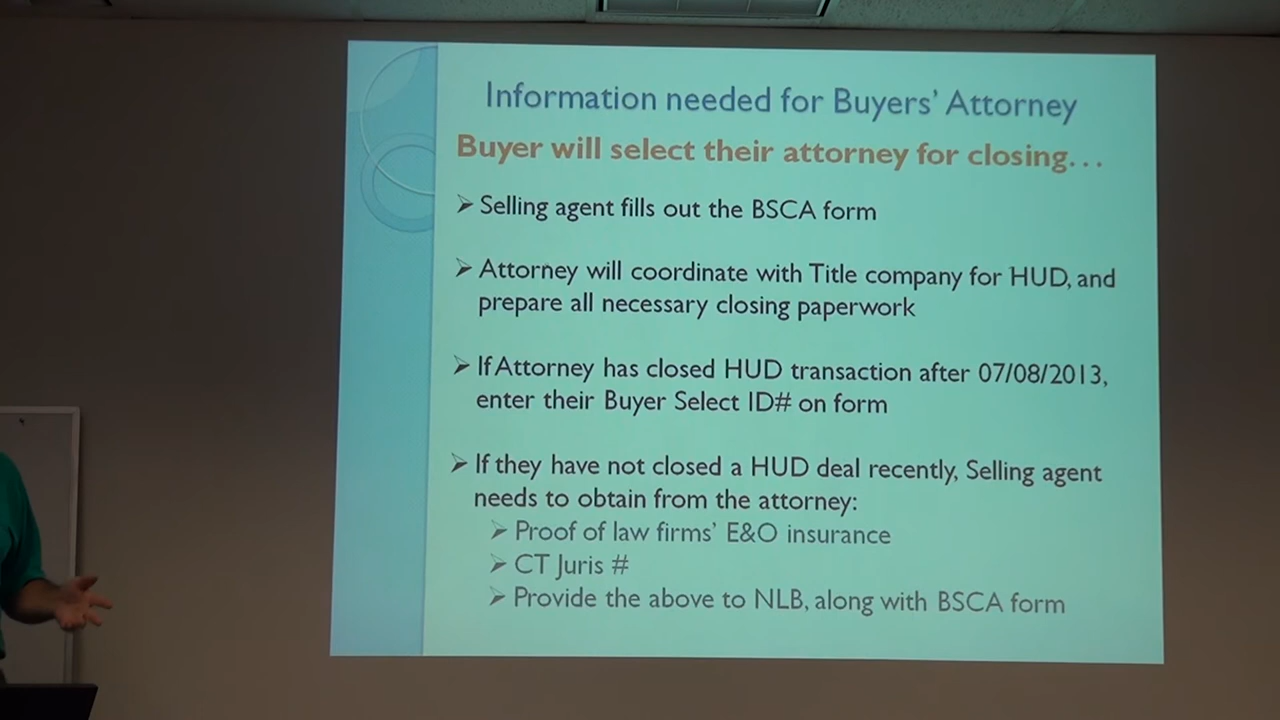 Information needed for Buyers' Attorney
Buyer will select their attorney for closing...
➢ Selling agent fills out the BSCA form
➢ Attorney will coordinate with Title company for HUD, and
prepare all necessary closing paperwork
➢ If Attorney has closed HUD transaction after 07/08/2013,
enter their Buyer Select ID# on form
➢ If they have not closed a HUD deal recently, Selling agent
needs to obtain from the attorney:
➢ Proof of law firms' E&O insurance
➢ CT Juris #
➢ Provide the above to NLB, along with BSCA form